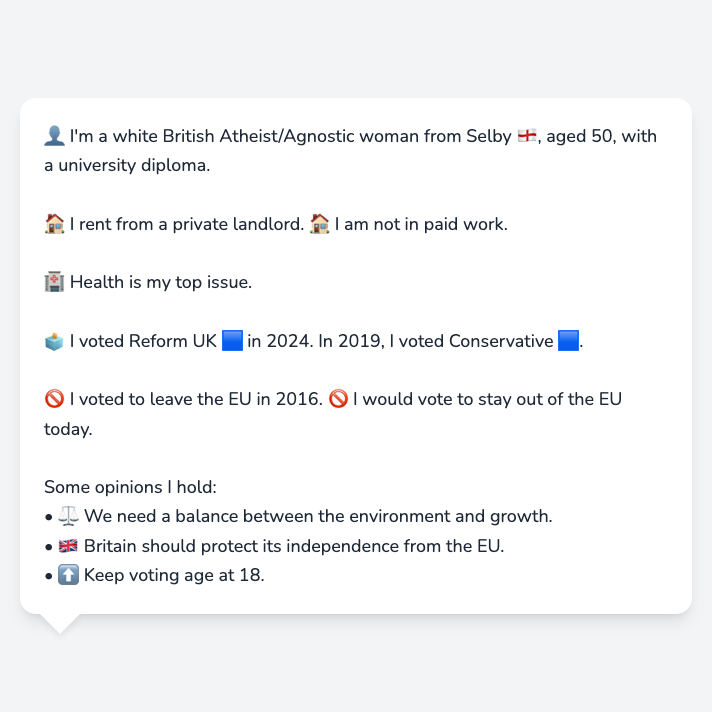 👤 I'm a white British Atheist/Agnostic woman from Selby 🏴󠁧󠁢󠁥󠁮󠁧󠁿, aged 50, with
a university diploma.
🏠 I rent from a private landlord. 🏠 I am not in paid work.
🏥 Health is my top issue.
🗳️ I voted Reform UK 🟦 in 2024. In 2019, I voted Conservative 🟦.
🚫 I voted to leave the EU in 2016. 🚫 I would vote to stay out of the EU
today.
Some opinions I hold:
• ⚖️ We need a balance between the environment and growth.
• 🇬🇧 Britain should protect its independence from the EU.
• ⬆️ Keep voting age at 18.